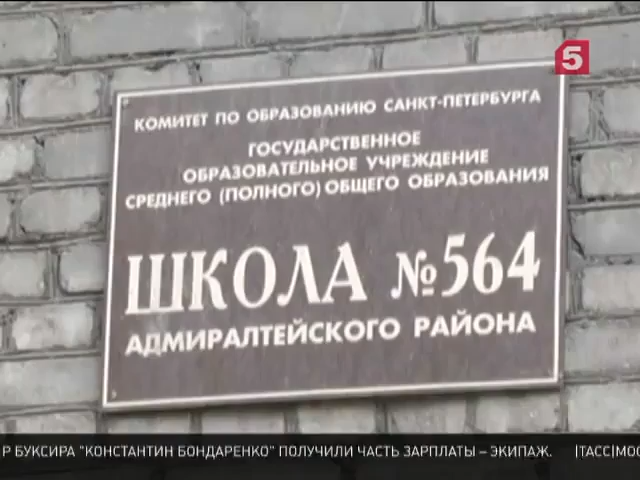 5
КОМИТЕТ ПО ОБРАЗОВАНИЮ САНКТ-ПЕТЕРБУРГА
ГОСУДАРСТВЕННОЕ
ОБРАЗОВАТЕЛЬНОЕ УЧРЕЖДЕНИЕ
СРЕДНЕГО (ПОЛНОГО) ОБЩЕГО ОБРАЗОВАНИЯ
ШКОЛА №564
АДМИРАЛТЕЙСКОГО РАЙОНА
Р БУКСИРА "КОНСТАНТИН БОНДАРЕНКО" ПОЛУЧИЛИ ЧАСТЬ ЗАРПЛАТЫ – ЭКИПАЖ. |ТАСС|МОС